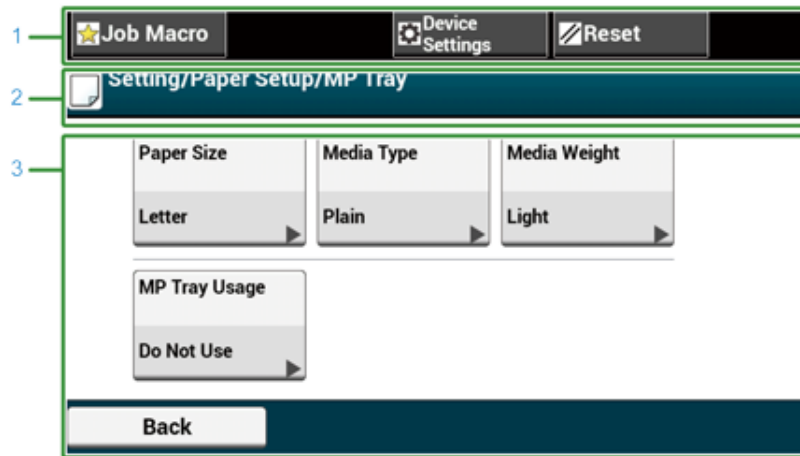 1
Job Macro
Device
Settings
Reset
2
Setting/Paper Setup/MP Tray
3
Paper Size
Media Type
Media Weight
Letter
Plain
Light
MP Tray Usage
Do Not Use
Back